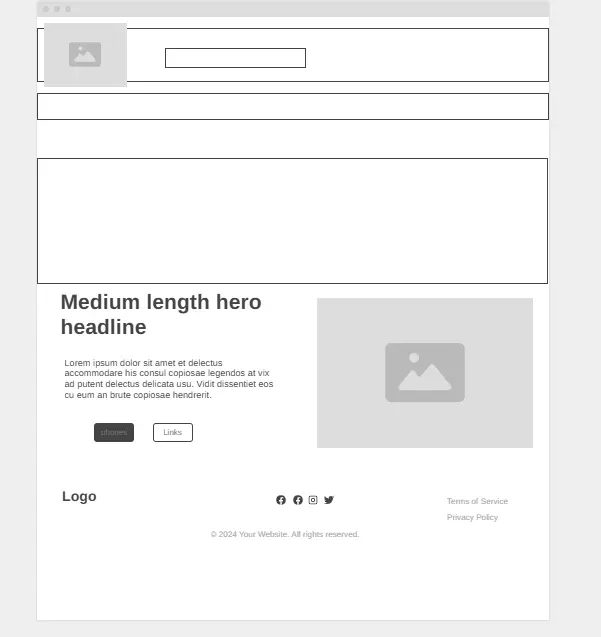 Medium length hero
headline
Lorem ipsum dolor sit amet et delectus
accommodare his consul copiosae legendos at vix
ad putent delectus delicata usu. Vidit dissentiet eos
cu eum an brute copiosae hendrerit.
phones
Links
Logo
Terms of Service
Privacy Policy
© 2024 Your Website. All rights reserved.